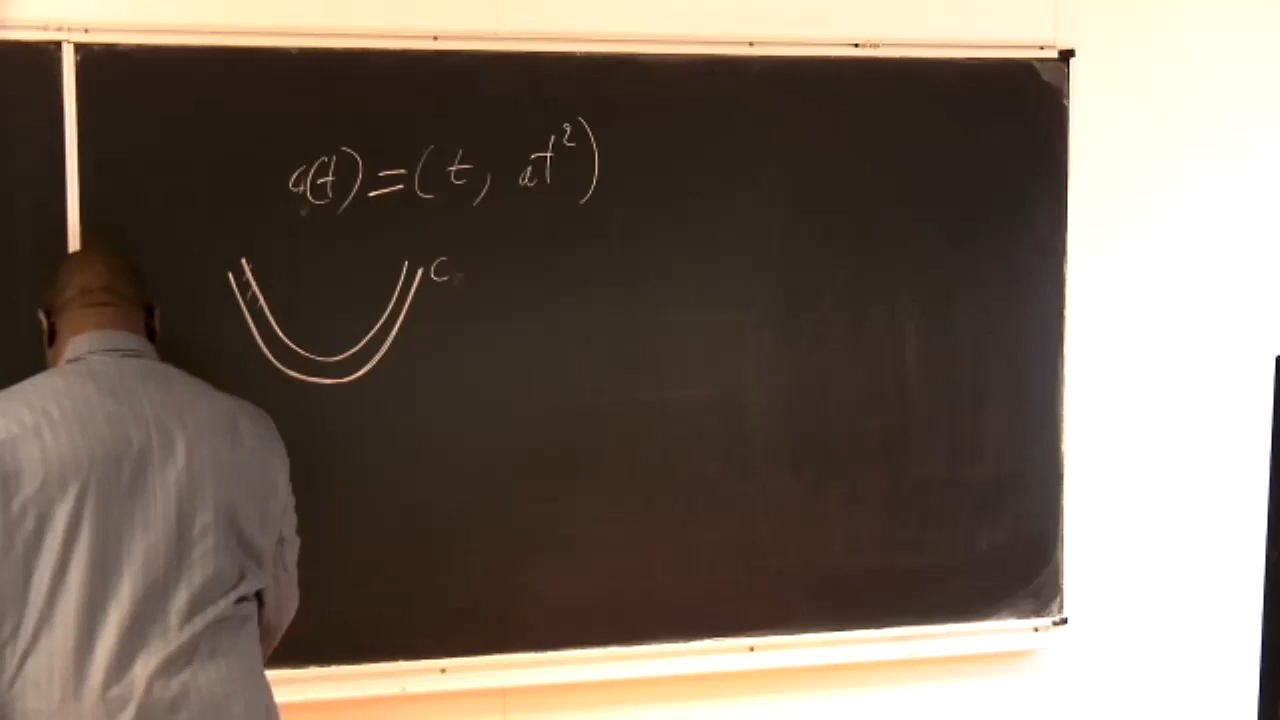 c(t) = (t, at²)
c